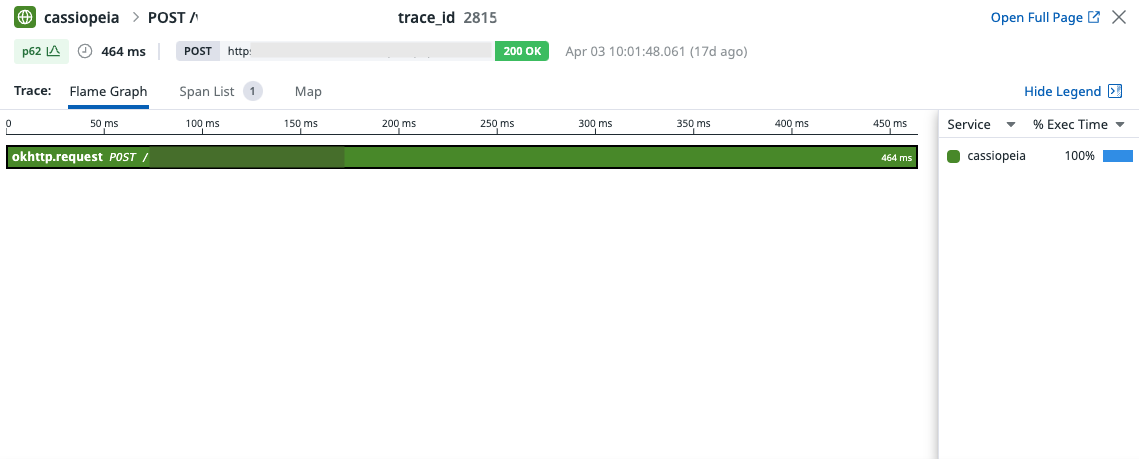 cassiopeia > POST /\ trace_id 2815
p62 464 ms POST http: 200 OK Apr 03 10:01:48.061 (17d ago)
Open Full Page
Trace: Flame Graph Span List 1 Map
Hide Legend
0 50 ms 100 ms 150 ms 200 ms 250 ms 300 ms 350 ms 400 ms 450 ms
okhttp.request POST / 464 ms
Service % Exec Time
cassiopeia 100%